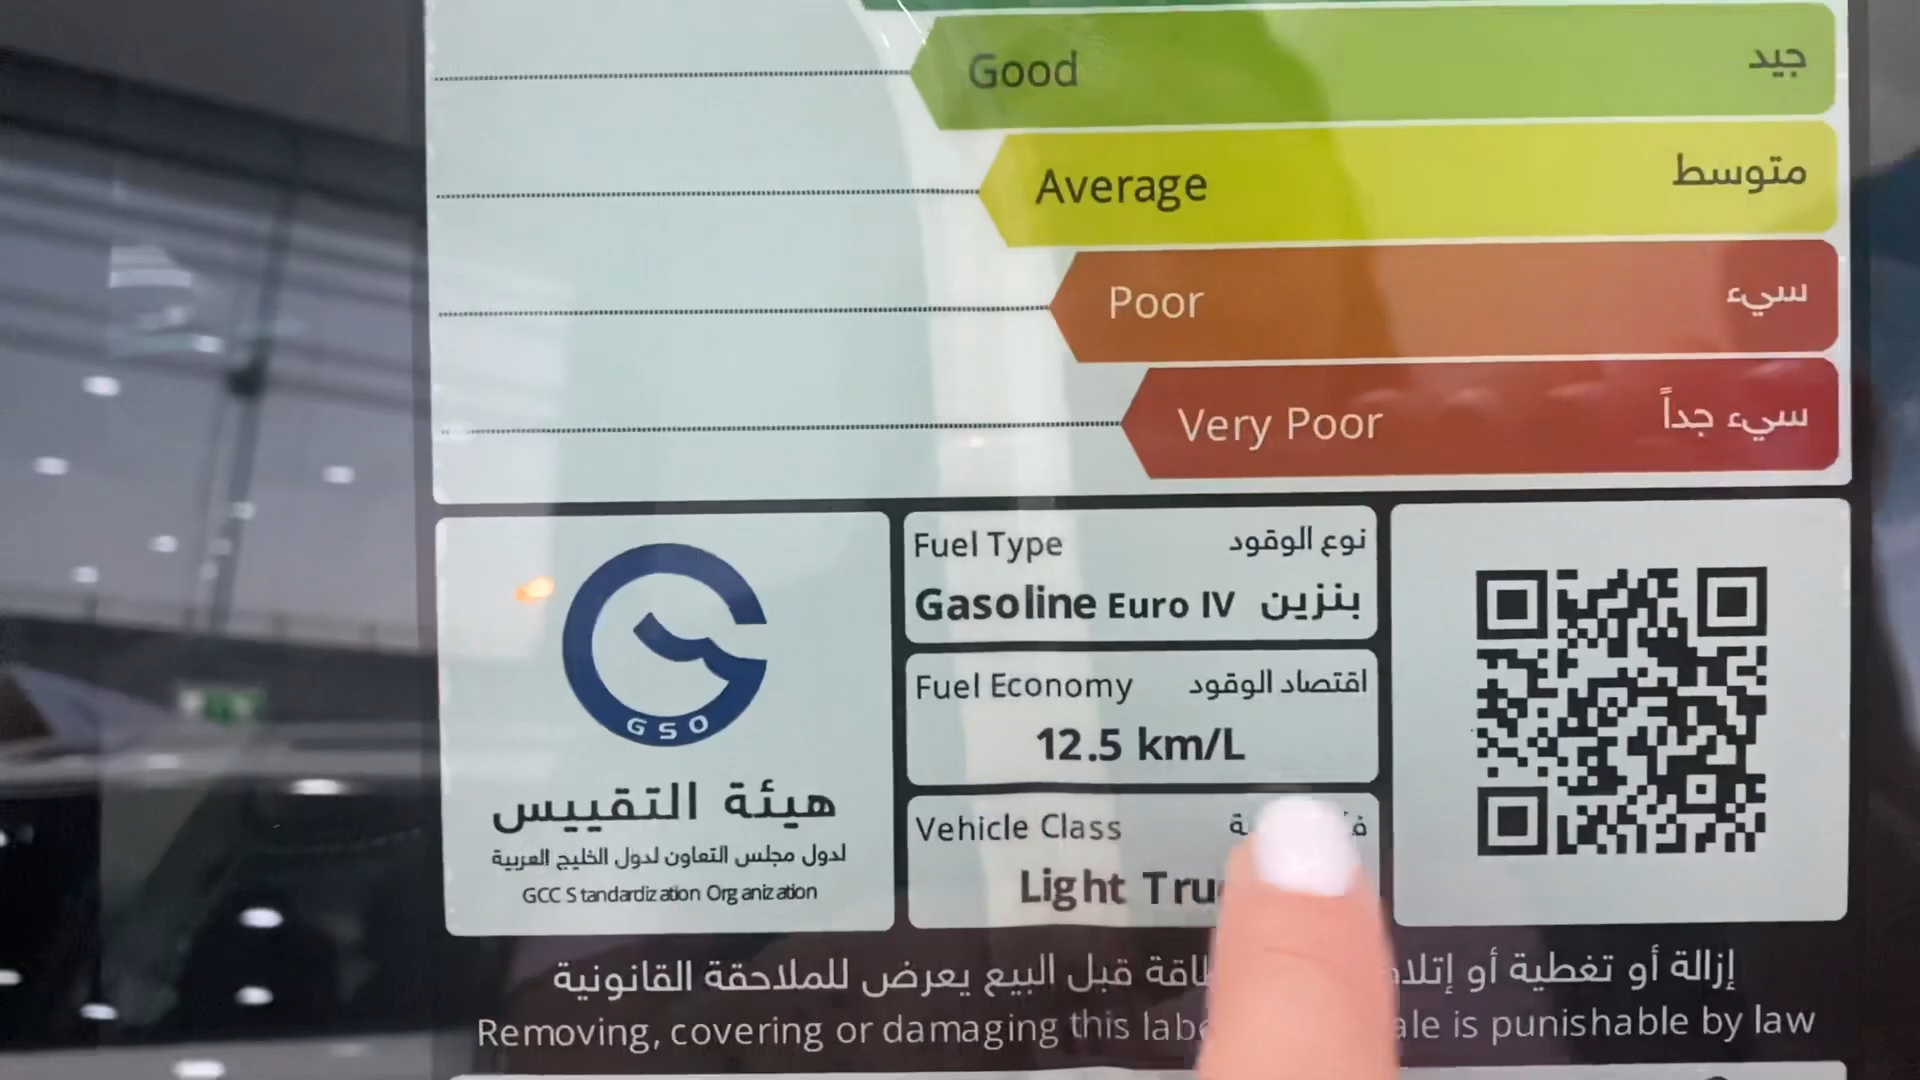 Good جيد
Average متوسط
Poor سيء
Very Poor سيء جداً
GSO
هيئة التقييس
لدول مجلس التعاون لدول الخليج العربية
GCC Standardization Organization
Fuel Type نوع الوقود
Gasoline Euro IV بنزين
Fuel Economy اقتصاد الوقود
12.5 km/L
Vehicle Class
Light
إزالة أو تغطية أو قبل البيع يعرض للملاحقة القانونية
Removing, covering or damaging this is punishable by law